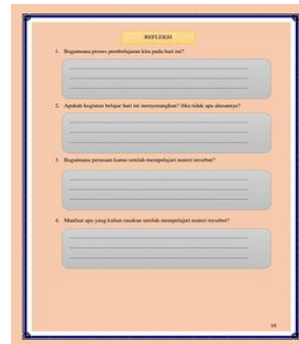 REFLEKSI
1. Bagaimana proses pembelajaran kita pada hari ini?
2. Apakah kegiatan belajar hari ini menyenangkan? Jika tidak apa alasannya?
3. Bagaimana perasaan kamu setelah mempelajari materi tersebut?
4. Manfaat apa yang kalian rasakan setelah mempelajari materi tersebut?